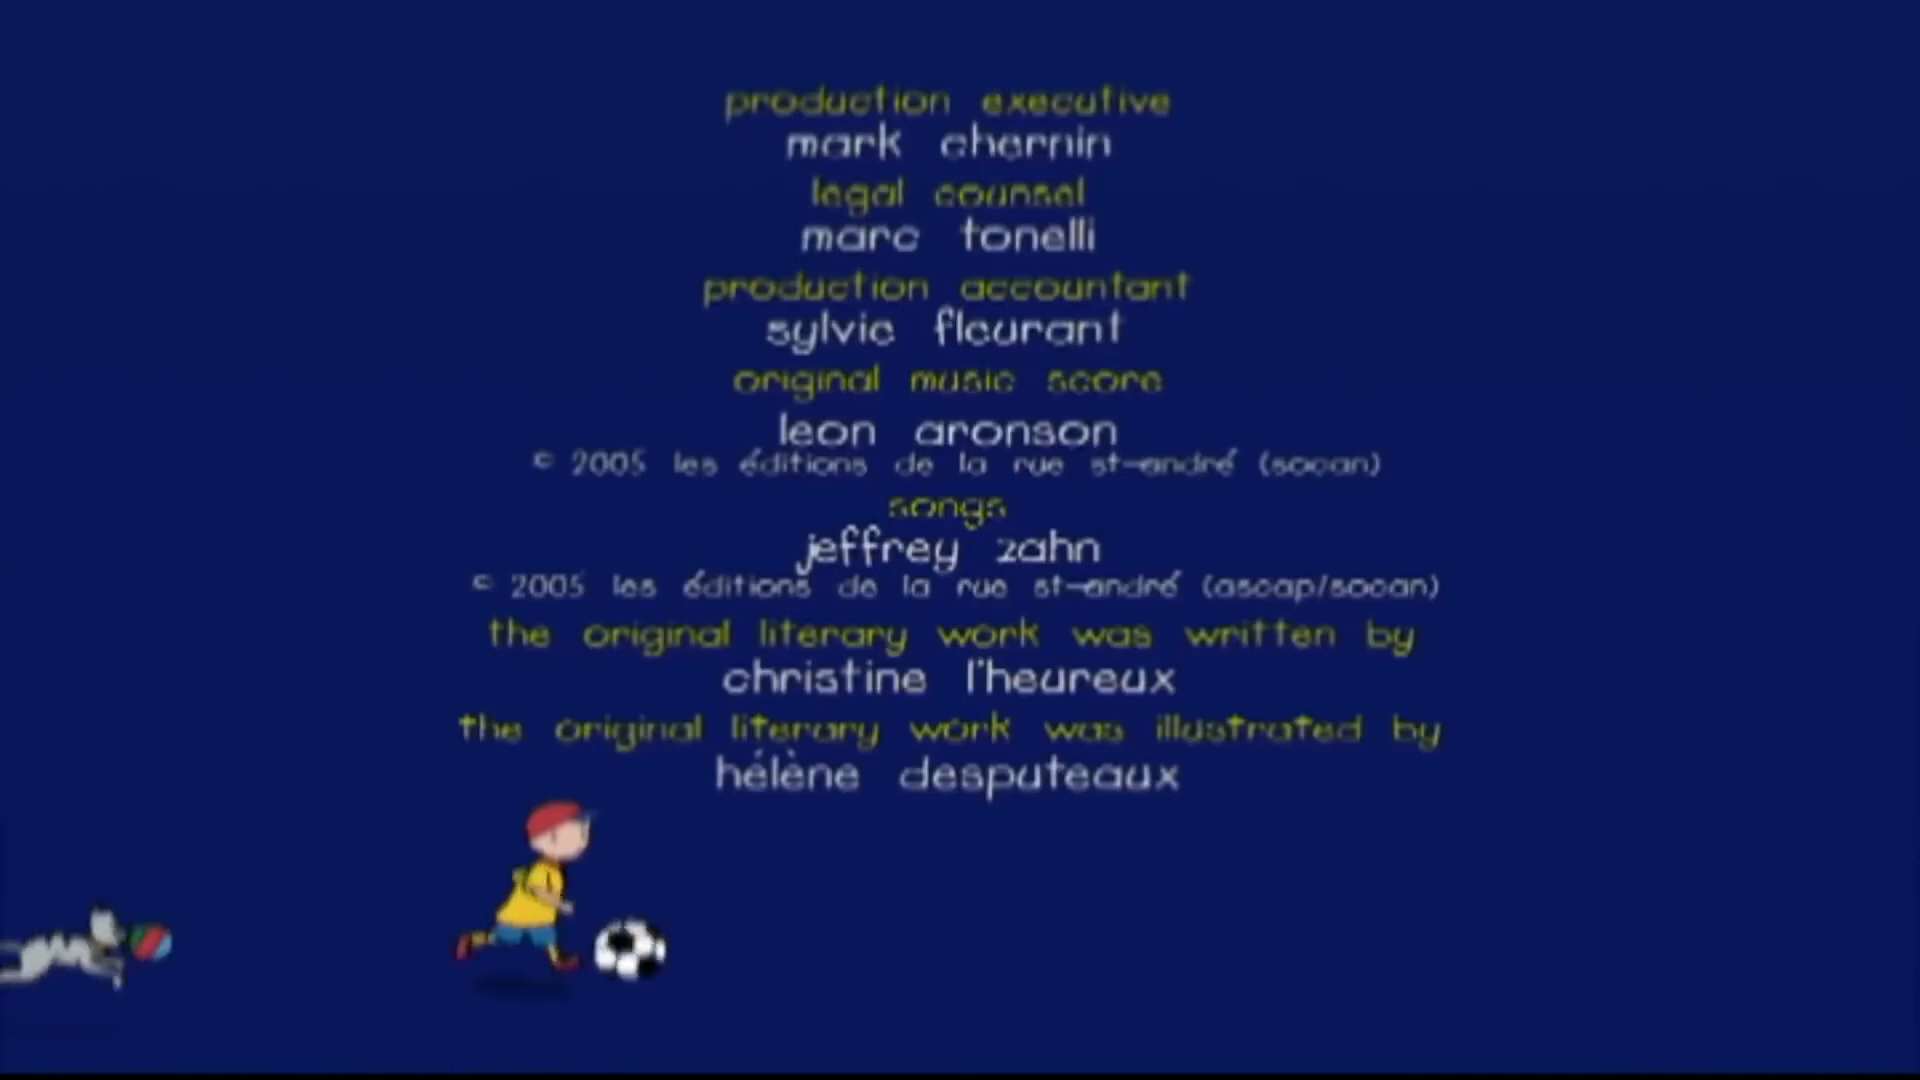 production executive
mark chernin
legal counsel
marc tonelli
production accountant
sylvie fleurant
original music score
leon aronson
© 2005 les éditions de la rue st-andré (socan)
songs
jeffrey zahn
© 2005 les éditions de la rue st-andré (ascap/socan)
the original literary work was written by
christine l'heureux
the original literary work was illustrated by
hélène desputeaux